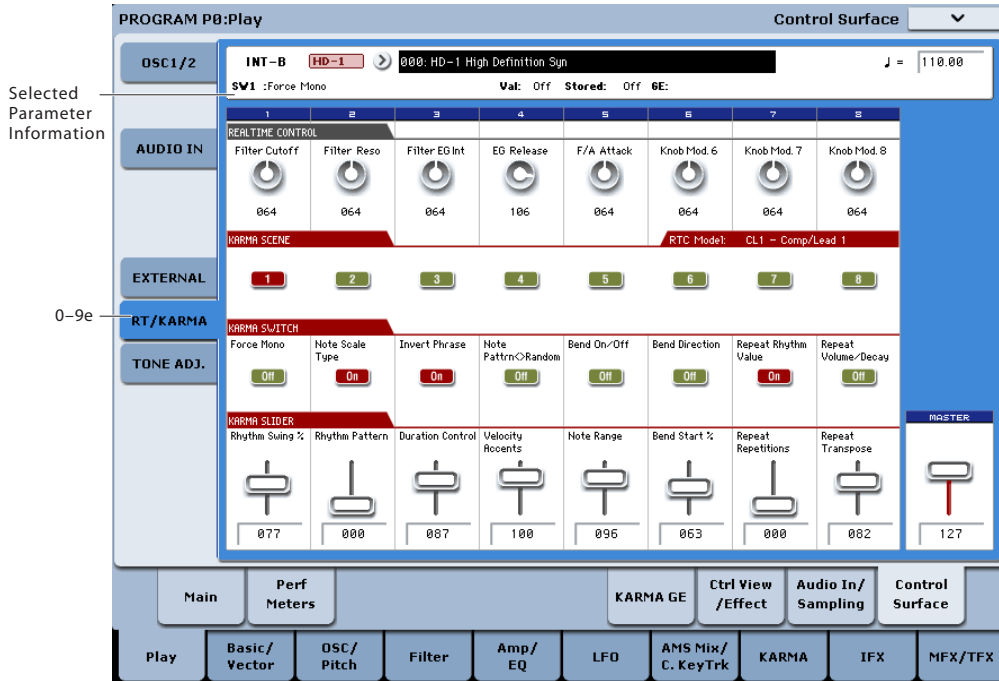 PROGRAM P0:Play Control Surface
OSC1/2
INT-B HD-1 000: HD-1 High Definition Syn ♩ = 110.00
SW1 :Force Mono Val: Off Stored: Off 6E:
Selected
Parameter
Information
1 2 3 4 5 6 7 8
REALTIME CONTROL
AUDIO IN
Filter Cutoff Filter Reso Filter EG Int EG Release F/A Attack Knob Mod. 6 Knob Mod. 7 Knob Mod. 8
064 064 064 106 064 064 064 064
KARMA SCENE RTC Model: CL1 - Comp/Lead 1
EXTERNAL
1 2 3 4 5 6 7 8
0–9e
RT/KARMA
KARMA SWITCH
TONE ADJ.
Force Mono Note Scale Invert Phrase Note Bend On/Off Bend Direction Repeat Rhythm Repeat
Type Pattrn<>Random Value Volume/Decay
Off On On Off Off Off On Off
KARMA SLIDER MASTER
Rhythm Swing % Rhythm Pattern Duration Control Velocity Note Range Bend Start % Repeat Repeat
Accents Repetitions Transpose
077 000 087 100 096 063 000 082 127
Main Perf Meters KARMA GE Ctrl View /Effect Audio In/ Sampling Control Surface
Play Basic/ Vector OSC/ Pitch Filter Amp/ EQ LFO AMS Mix/ C. KeyTrk KARMA IFX MFX/TFX